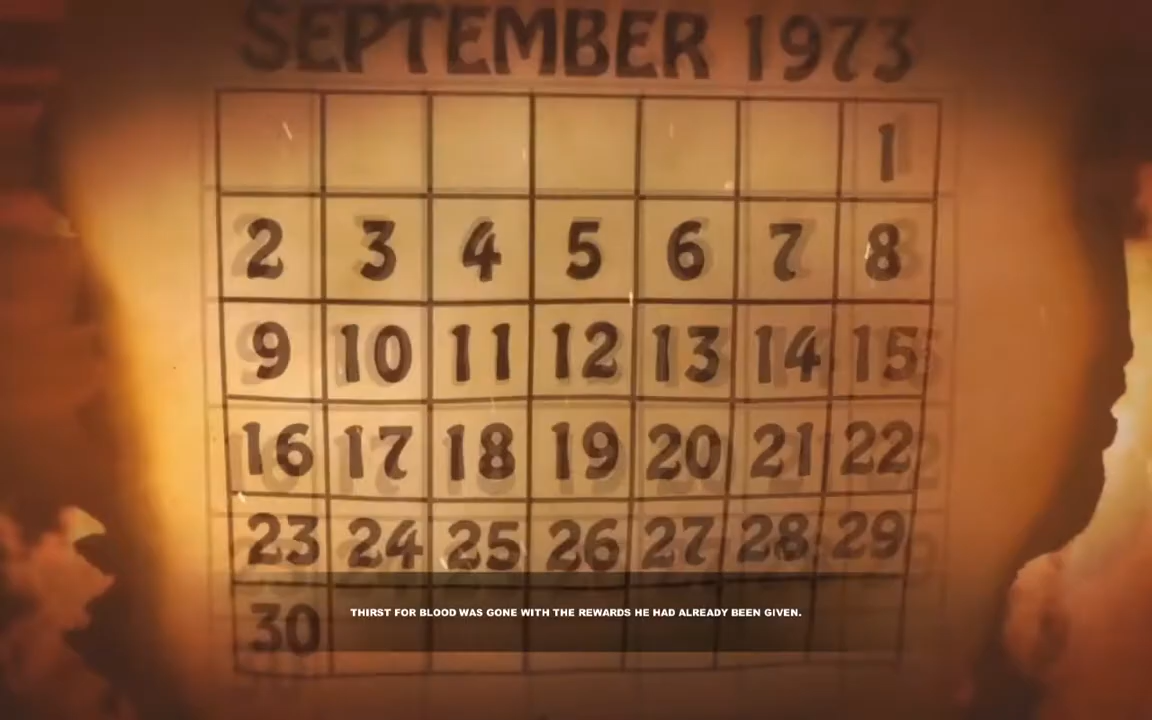 SEPTEMBER 1973
1
2 3 4 5 6 7 8
9 10 11 12 13 14 15
16 17 18 19 20 21 22
23 24 25 26 27 28 29
30
THIRST FOR BLOOD WAS GONE WITH THE REWARDS HE HAD ALREADY BEEN GIVEN.